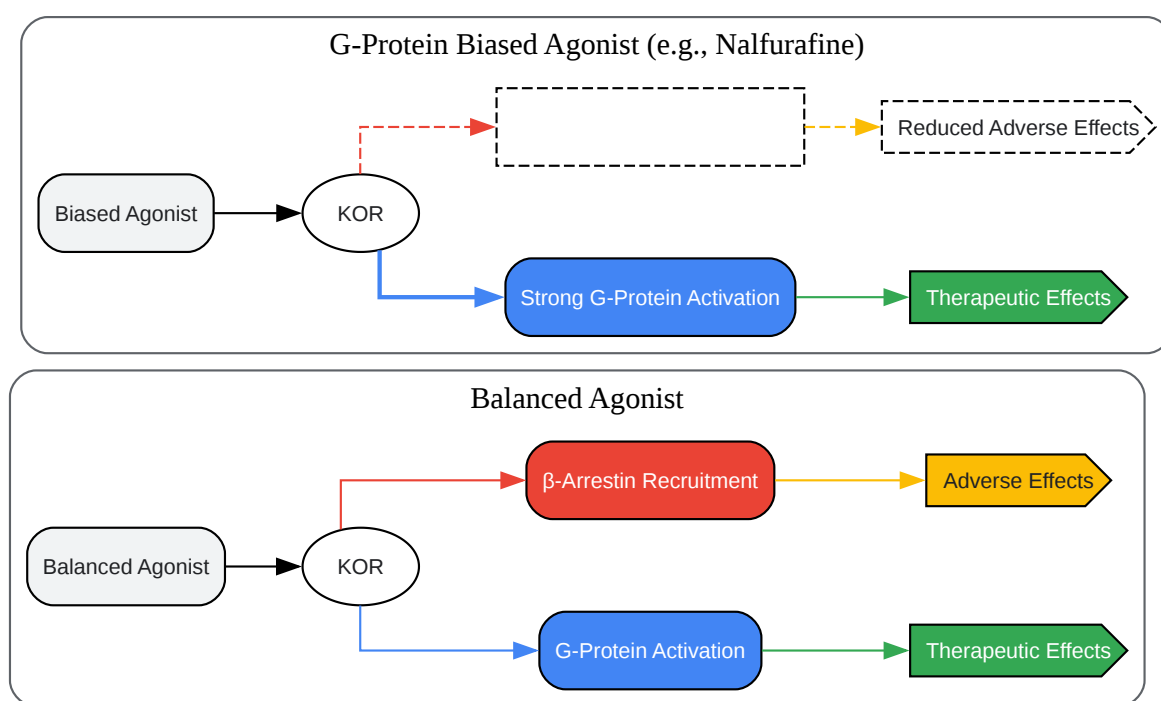 G-Protein Biased Agonist (e.g., Nalfurafine)
Reduced Adverse Effects
Biased Agonist
KOR
Strong G-Protein Activation
Therapeutic Effects
Balanced Agonist
β-Arrestin Recruitment
Adverse Effects
Balanced Agonist
KOR
G-Protein Activation
Therapeutic Effects